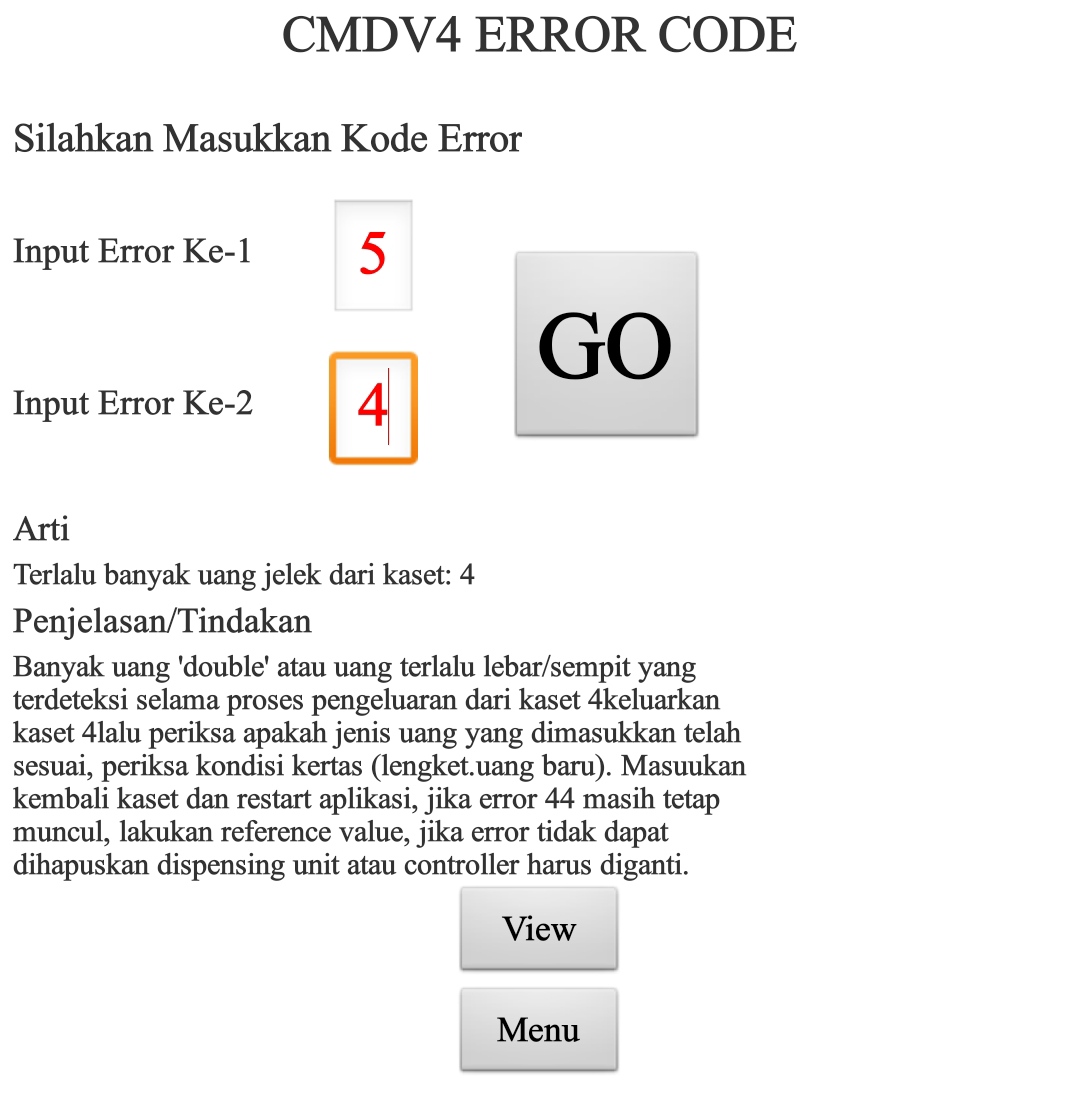 CMDV4 ERROR CODE
Silahkan Masukkan Kode Error
Input Error Ke-1
5
GO
Input Error Ke-2
4
Arti
Terlalu banyak uang jelek dari kaset: 4
Penjelasan/Tindakan
Banyak uang 'double' atau uang terlalu lebar/sempit yang
terdeteksi selama proses pengeluaran dari kaset 4keluarkan
kaset 4lalu periksa apakah jenis uang yang dimasukkan telah
sesuai, periksa kondisi kertas (lengket.uang baru). Masuukan
kembali kaset dan restart aplikasi, jika error 44 masih tetap
muncul, lakukan reference value, jika error tidak dapat
dihapuskan dispensing unit atau controller harus diganti.
View
Menu